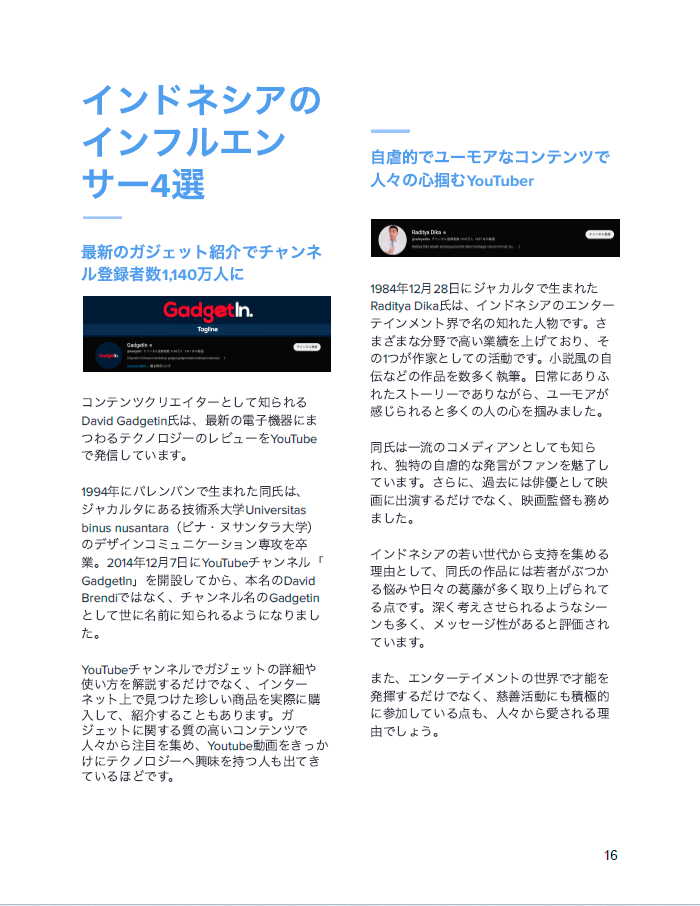 インドネシアの
インフルエン
サー4選
最新のガジェット紹介でチャンネ
ル登録者数1,140万人に
GadgetIn.
Tagline
GadgetIn
チャンネル登録
コンテンツクリエイターとして知られる
David Gadgetin氏は、最新の電子機器にま
つわるテクノロジーのレビューをYouTube
で発信しています。
1994年にパレンバンで生まれた同氏は、
ジャカルタにある技術系大学Universitas
binus nusantara（ビナ・ヌサンタラ大学）
のデザインコミュニケーション専攻を卒
業。2014年12月7日にYouTubeチャンネル「
GadgetIn」を開設してから、本名のDavid
Brendiではなく、チャンネル名のGadgetin
として世に名前に知られるようになりまし
た。
YouTubeチャンネルでガジェットの詳細や
使い方を解説するだけでなく、インター
ネット上で見つけた珍しい商品を実際に購
入して、紹介することもあります。ガ
ジェットに関する質の高いコンテンツで
人々から注目を集め、Youtube動画をきっか
けにテクノロジーへ興味を持つ人も出てき
ているほどです。
自虐的でユーモアなコンテンツで
人々の心掴むYouTuber
Raditya Dika
チャンネル登録
1984年12月28日にジャカルタで生まれた
Raditya Dika氏は、インドネシアのエンター
テインメント界で名の知れた人物です。さ
まざまな分野で高い業績を上げており、そ
の1つが作家としての活動です。小説風の自
伝などの作品を数多く執筆。日常にありふ
れたストーリーでありながら、ユーモアが
感じられると多くの人の心を掴みました。
同氏は一流のコメディアンとしても知ら
れ、独特の自虐的な発言がファンを魅了し
ています。さらに、過去には俳優として映
画に出演するだけでなく、映画監督も務め
ました。
インドネシアの若い世代から支持を集める
理由として、同氏の作品には若者がぶつか
る悩みや日々の葛藤が多く取り上げられて
る点です。深く考えさせられるようなシー
ンも多く、メッセージ性があると評価され
ています。
また、エンターテイメントの世界で才能を
発揮するだけでなく、慈善活動にも積極的
に参加している点も、人々から愛される理
由でしょう。
16